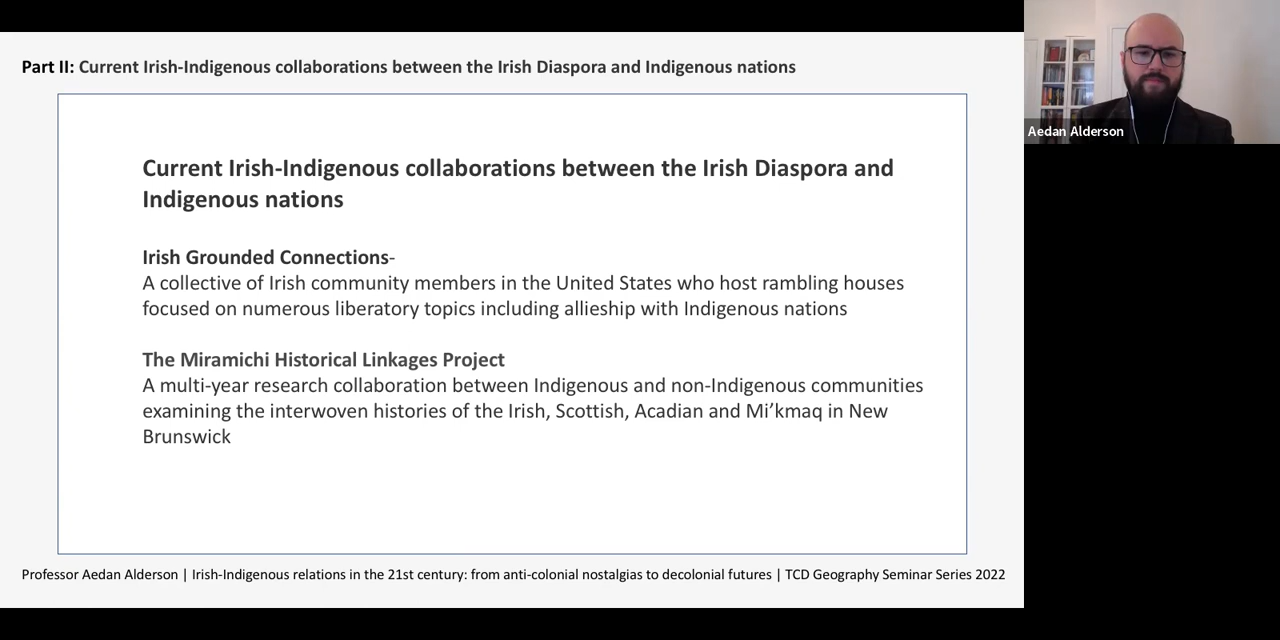 Part II: Current Irish-Indigenous collaborations between the Irish Diaspora and Indigenous nations
Aedan Alderson
Current Irish-Indigenous collaborations between the Irish Diaspora and
Indigenous nations
Irish Grounded Connections-
A collective of Irish community members in the United States who host rambling houses
focused on numerous liberatory topics including allieship with Indigenous nations
The Miramichi Historical Linkages Project
A multi-year research collaboration between Indigenous and non-Indigenous communities
examining the interwoven histories of the Irish, Scottish, Acadian and Mi’kmaq in New
Brunswick
Professor Aedan Alderson | Irish-Indigenous relations in the 21st century: from anti-colonial nostalgias to decolonial futures | TCD Geography Seminar Series 2022